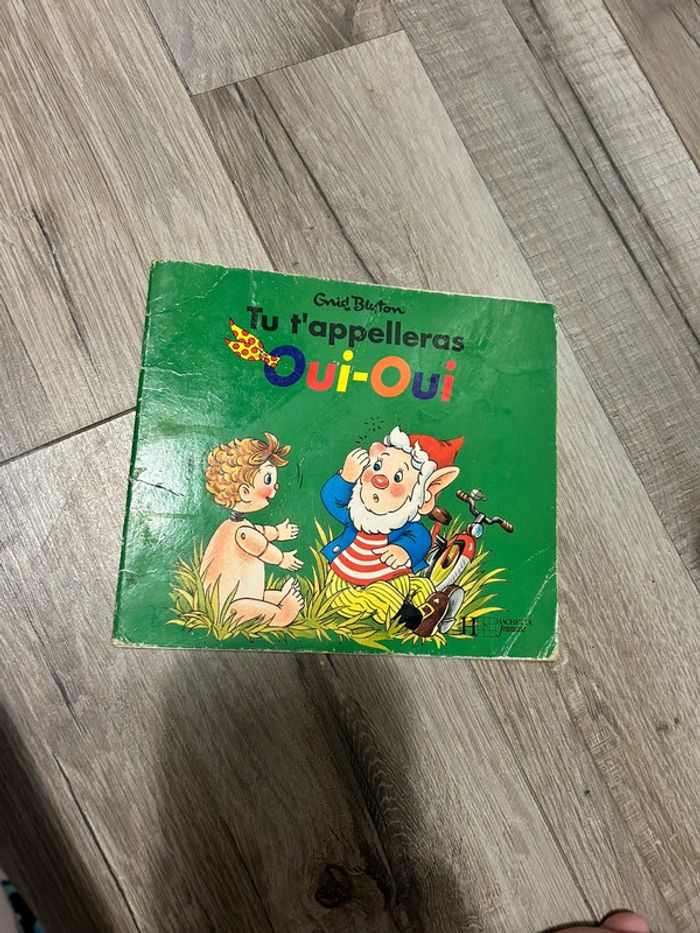 Enid Blyton
Tu t'appelleras
Oui-Oui
H HACHETTE
Jeunesse